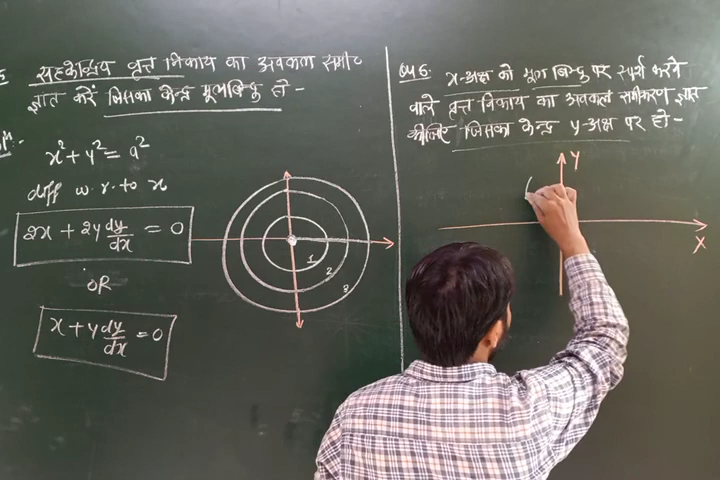 सहकेन्द्रिय वृत्त निकाय का अवकल समी०
ज्ञात करें जिसका केन्द्र मूलबिन्दु हो -
x² + y² = a²
diff w.r. to x
2x + 2y dy/dx = 0
OR
x + y dy/dx = 0
1
2
3
x-अक्ष को मूल बिन्दु पर स्पर्श करने
वाले वृत्त निकाय का अवकल समीकरण ज्ञात
कीजिए जिसका केन्द्र y-अक्ष पर हो -
Y
X